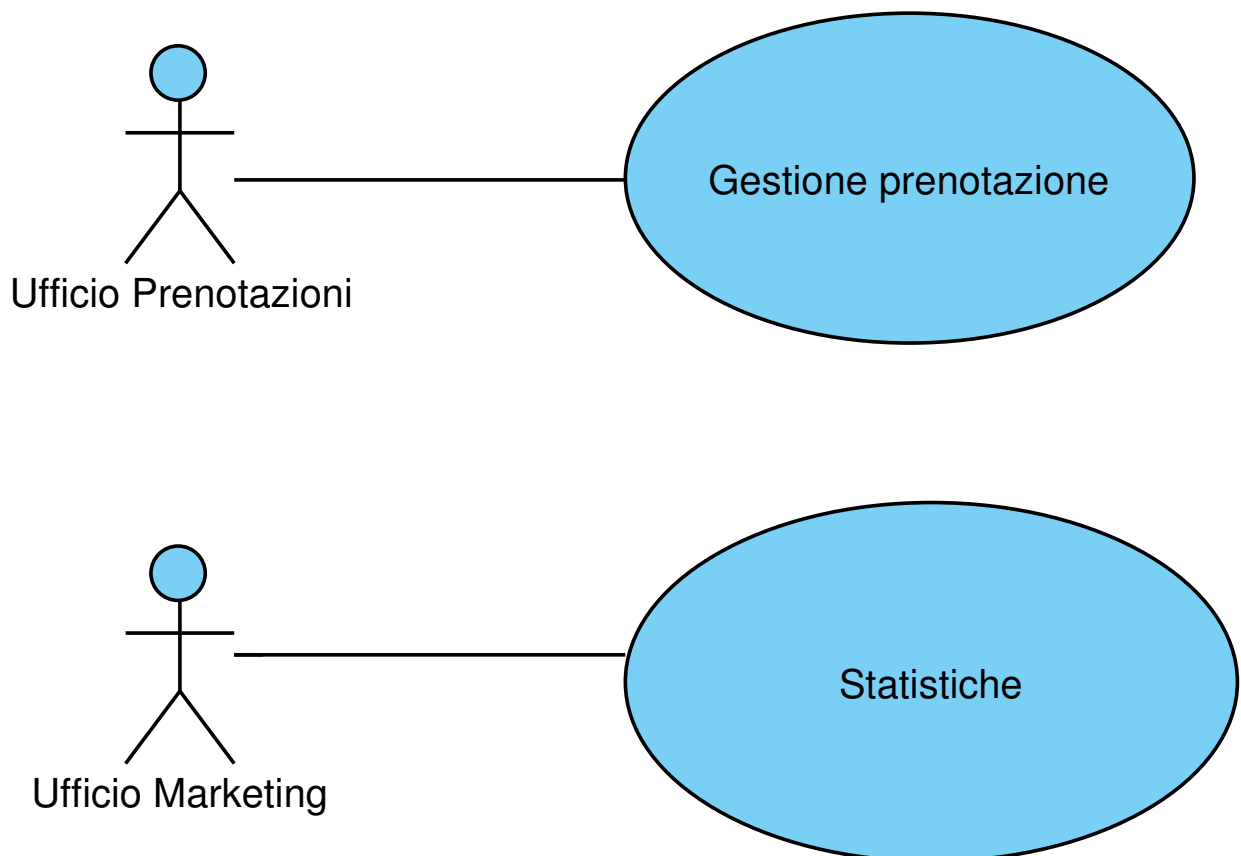 Gestione prenotazione
Ufficio Prenotazioni
Statistiche
Ufficio Marketing